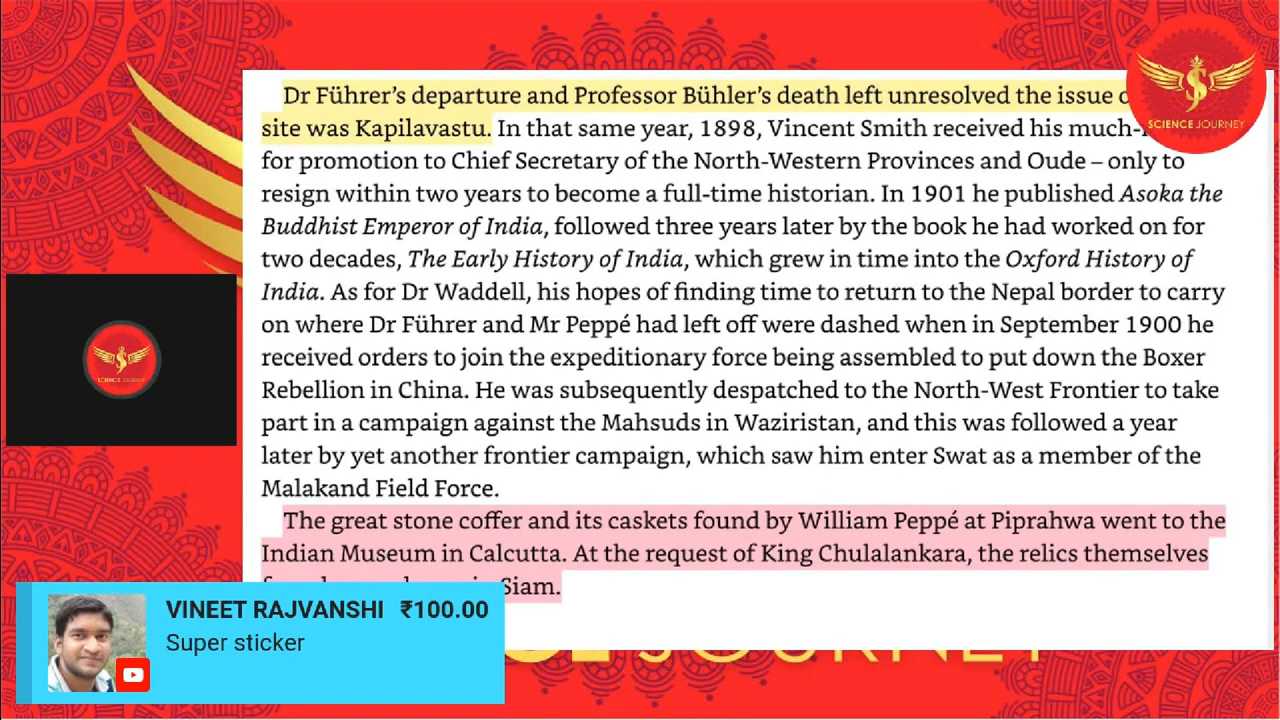 Dr Führer’s departure and Professor Bühler’s death left unresolved the issue
site was Kapilavastu. In that same year, 1898, Vincent Smith received his
for promotion to Chief Secretary of the North-Western Provinces and Oude – only to
resign within two years to become a full-time historian. In 1901 he published Asoka the
Buddhist Emperor of India, followed three years later by the book he had worked on for
two decades, The Early History of India, which grew in time into the Oxford History of
India. As for Dr Waddell, his hopes of finding time to return to the Nepal border to carry
on where Dr Führer and Mr Peppé had left off were dashed when in September 1900 he
received orders to join the expeditionary force being assembled to put down the Boxer
Rebellion in China. He was subsequently despatched to the North-West Frontier to take
part in a campaign against the Mahsuds in Waziristan, and this was followed a year
later by yet another frontier campaign, which saw him enter Swat as a member of the
Malakand Field Force.
The great stone coffer and its caskets found by William Peppé at Piprahwa went to the
Indian Museum in Calcutta. At the request of King Chulalankara, the relics themselves
Siam.
SCIENCE JOURNEY
SCIENCE JOURNEY
VINEET RAJVANSHI ₹100.00
Super sticker
JOURNEY